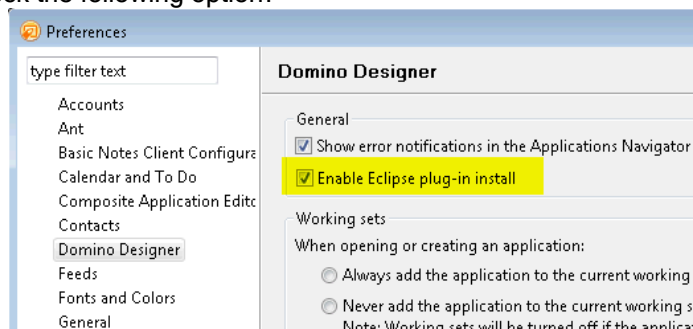 ck the following option:
Preferences
type filter text
Domino Designer
Accounts
Ant
Basic Notes Client Configura
Calendar and To Do
Composite Application Edito
Contacts
Domino Designer
Feeds
Fonts and Colors
General
General
Show error notifications in the Applications Navigator
Enable Eclipse plug-in install
Working sets
When opening or creating an application:
Always add the application to the current working
Never add the application to the current working s
Note: Working sets will be turned off if the applica